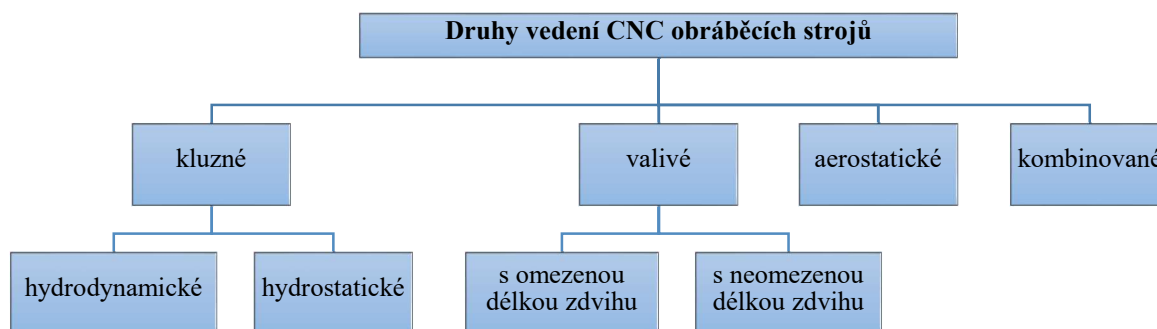 Druhy vedení CNC obráběcích strojů
kluzné
valivé
aerostatické
kombinované
hydrodynamické
hydrostatické
s omezenou
délkou zdvihu
s neomezenou
délkou zdvihu